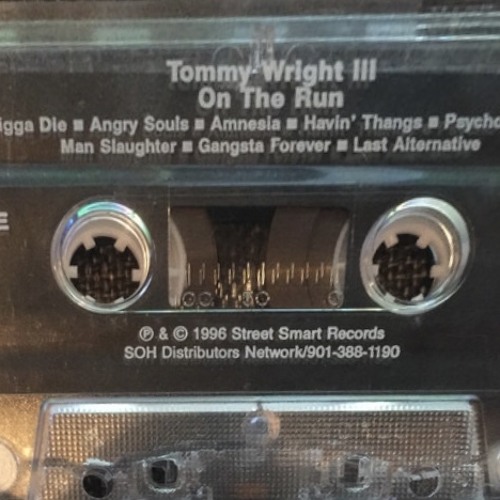 Tommy Wright III
On The Run
igga Die ■ Angry Souls ■ Amnesia ■ Havin' Thangs ■ Psycho
Man Slaughter ■ Gangsta Forever ■ Last Alternative
E
℗ & © 1996 Street Smart Records
SOH Distributors Network/901-388-1190